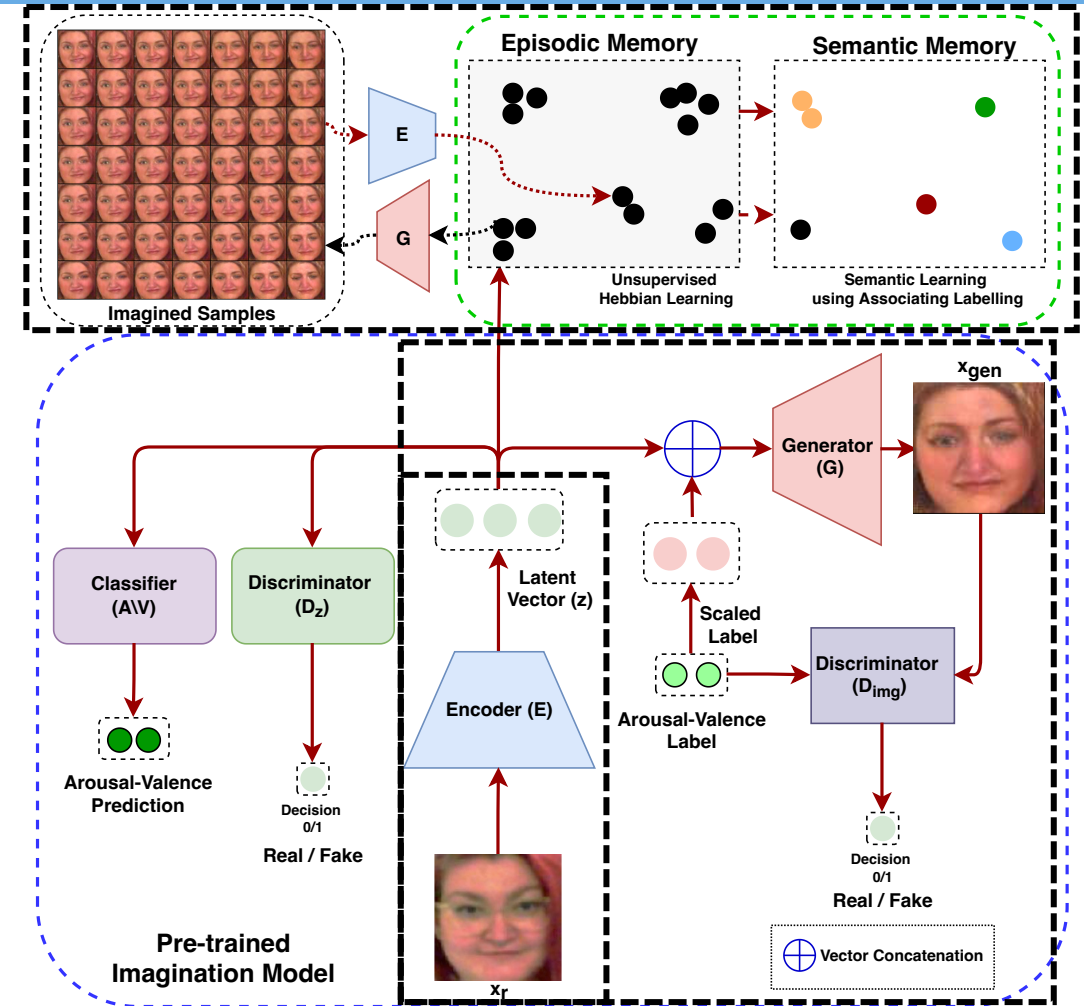 Episodic Memory
Semantic Memory
E
G
Imagined Samples
Unsupervised
Hebbian Learning
Semantic Learning
using Associating Labelling
x_gen
Generator
(G)
Classifier
(A\V)
Discriminator
(D_z)
Latent
Vector (z)
Scaled
Label
Encoder (E)
Discriminator
(D_img)
Arousal-Valence
Label
Arousal-Valence
Prediction
Decision
0/1
Real / Fake
Decision
0/1
Real / Fake
Pre-trained
Imagination Model
x_r
Vector Concatenation